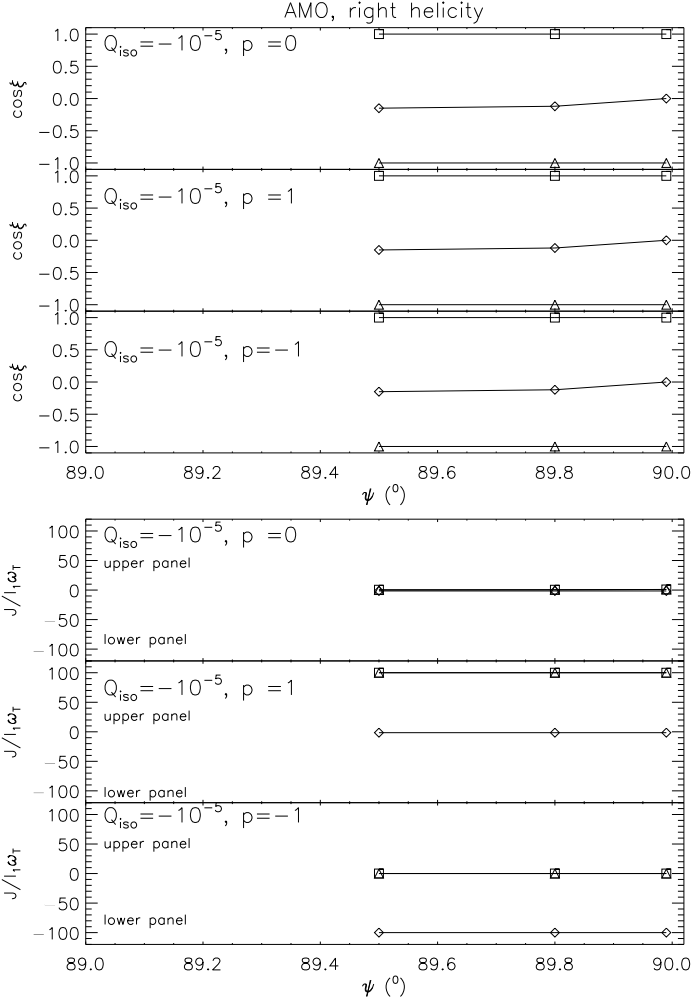 AMO, right helicity
Q_iso=−10^−5, p =0
1.0
0.5
0.0
−0.5
−1.0
cosξ
Q_iso=−10^−5, p =1
1.0
0.5
0.0
−0.5
−1.0
cosξ
Q_iso=−10^−5, p=−1
1.0
0.5
0.0
−0.5
−1.0
cosξ
89.0 89.2 89.4 89.6 89.8 90.0
ψ (⁰)
Q_iso=−10^−5, p =0
upper panel
lower panel
100
50
0
−50
−100
J/I₁ω_T
Q_iso=−10^−5, p =1
upper panel
lower panel
100
50
0
−50
−100
J/I₁ω_T
Q_iso=−10^−5, p=−1
upper panel
lower panel
100
50
0
−50
−100
J/I₁ω_T
89.0 89.2 89.4 89.6 89.8 90.0
ψ (⁰)